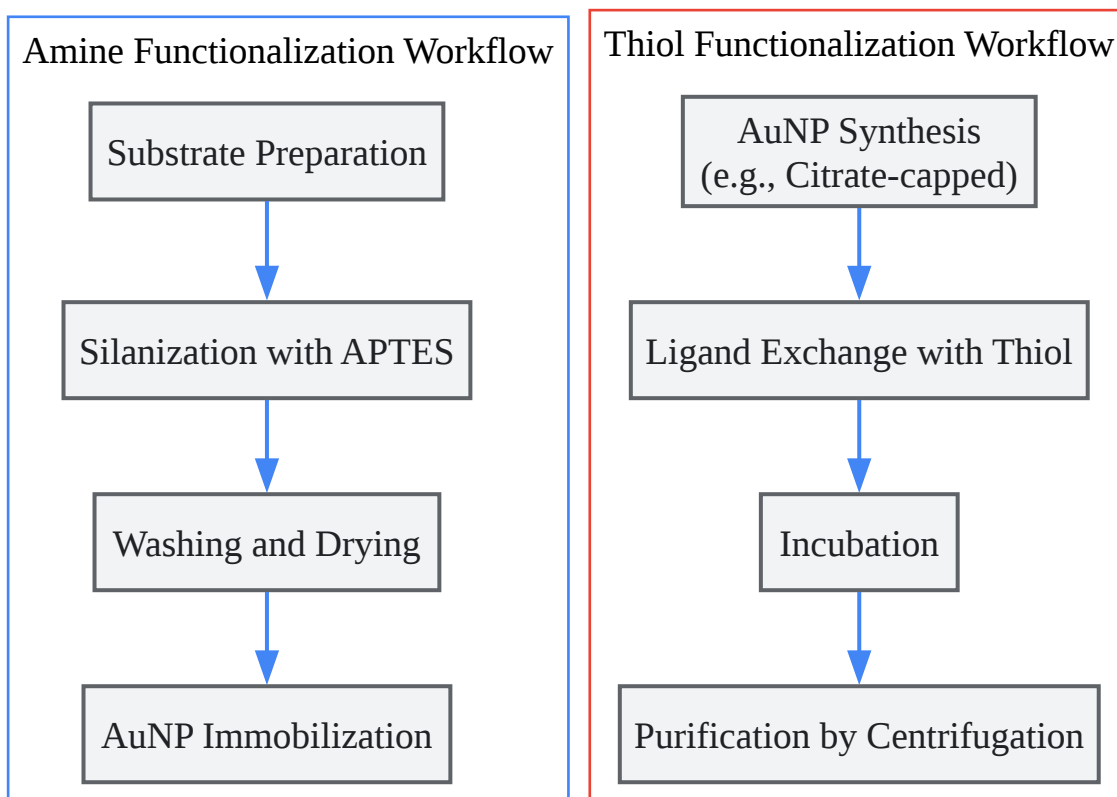 Amine Functionalization Workflow
Substrate Preparation
Silanization with APTES
Washing and Drying
AuNP Immobilization
Thiol Functionalization Workflow
AuNP Synthesis
(e.g., Citrate-capped)
Ligand Exchange with Thiol
Incubation
Purification by Centrifugation